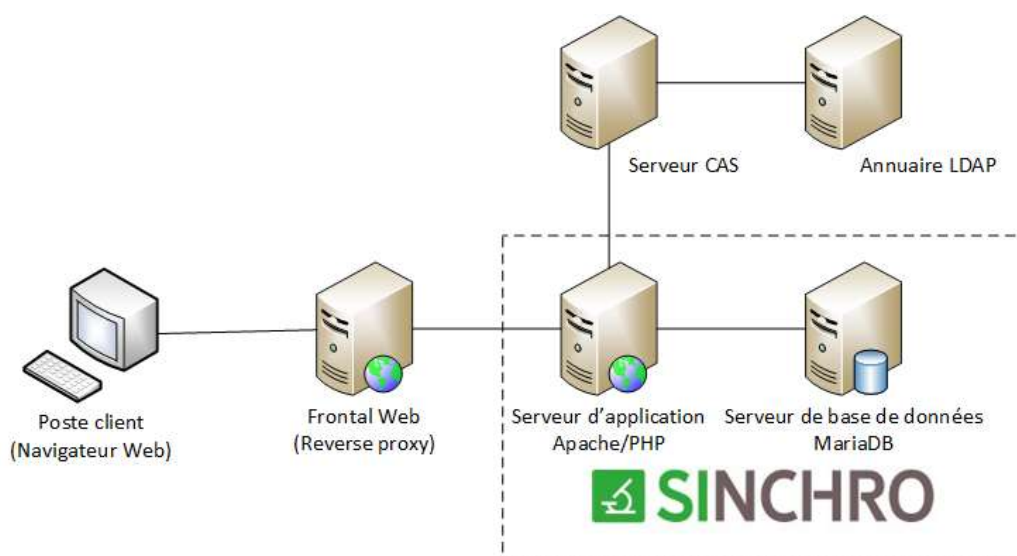 Serveur CAS
Annuaire LDAP
Poste client
(Navigateur Web)
Frontal Web
(Reverse proxy)
Serveur d'application
Apache/PHP
Serveur de base de données
MariaDB
SINCHRO